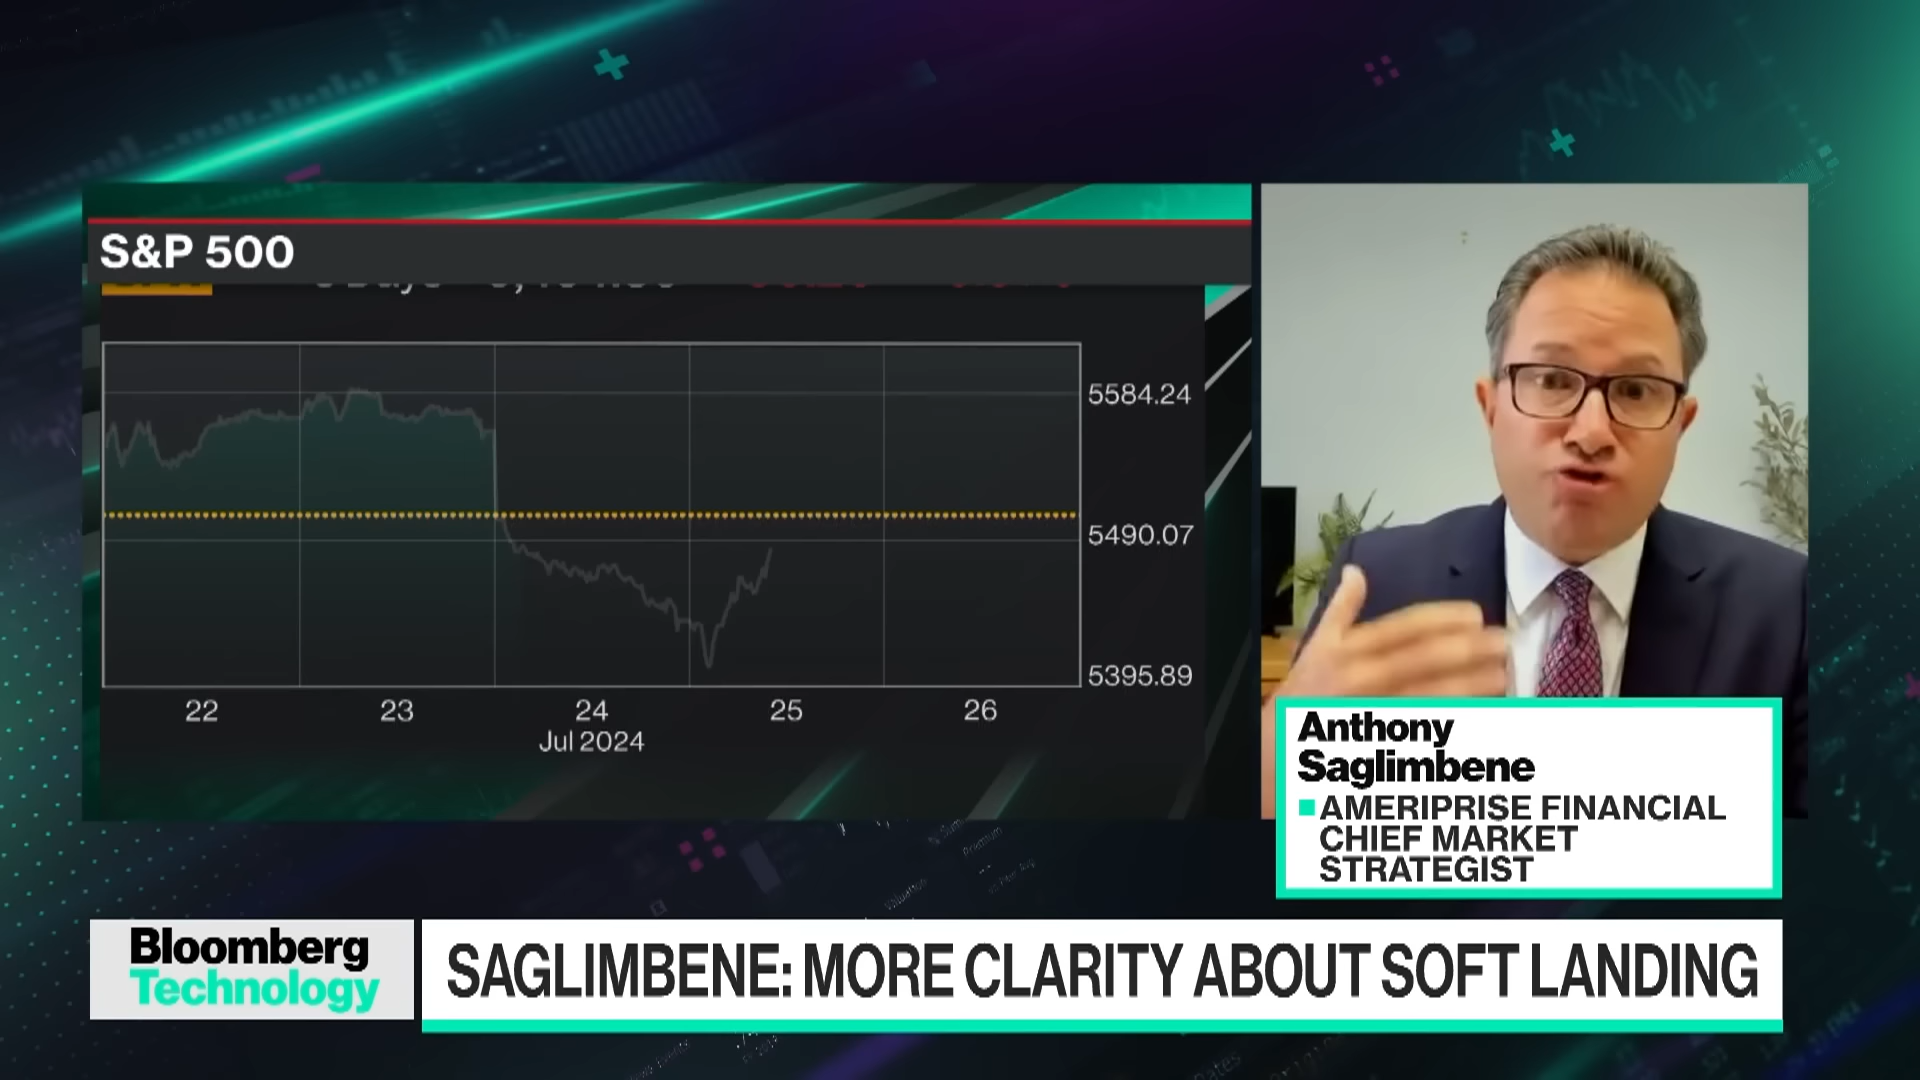 S&P 500
5584.24
5490.07
5395.89
22 23 24 25 26
Jul 2024
Anthony
Saglimbene
AMERIPRISE FINANCIAL
CHIEF MARKET
STRATEGIST
Bloomberg
Technology
SAGLIMBENE: MORE CLARITY ABOUT SOFT LANDING